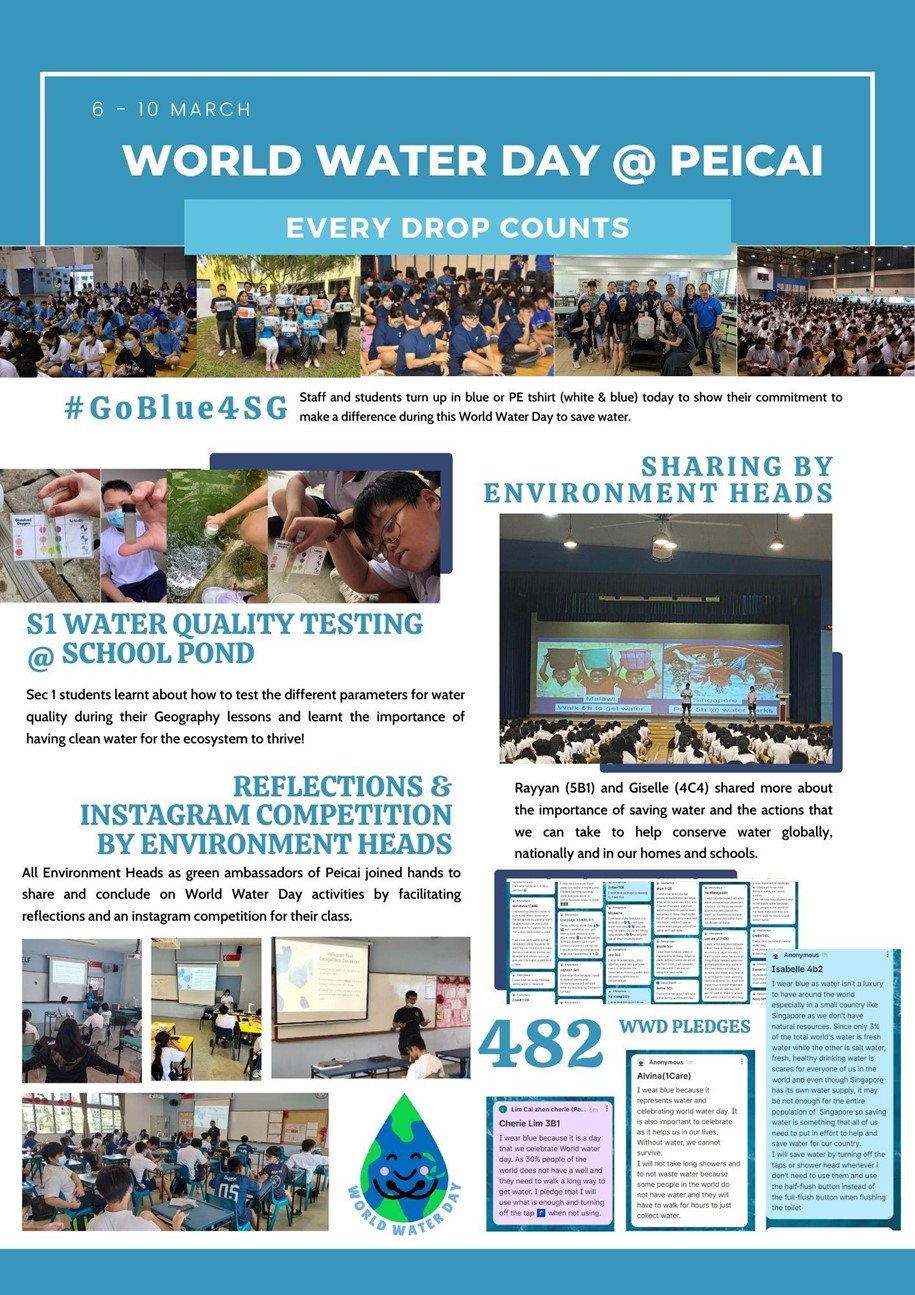 6 - 10 MARCH
WORLD WATER DAY @ PEICAI
EVERY DROP COUNTS
#GoBlue4SG
Staff and students turn up in blue or PE tshirt (white & blue) today to show their commitment to
make a difference during this World Water Day to save water.
S1 WATER QUALITY TESTING
@ SCHOOL POND
Sec 1 students learnt about how to test the different parameters for water
quality during their Geography lessons and learnt the importance of
having clean water for the ecosystem to thrive!
REFLECTIONS &
INSTAGRAM COMPETITION
BY ENVIRONMENT HEADS
All Environment Heads as green ambassadors of Peicai joined hands to
share and conclude on World Water Day activities by facilitating
reflections and an instagram competition for their class.
05
WORLD WATER DAY
SHARING BY
ENVIRONMENT HEADS
Malawi
Walk 5h to get water
Singapore
Rayyan (5B1) and Giselle (4C4) shared more about
the importance of saving water and the actions that
we can take to help conserve water globally,
nationally and in our homes and schools.
482
WWD PLEDGES
Lim Cai zhen cherie (Pe...
Cherie Lim 3B1
I wear blue because it is a day
that we celebrate World water
day. As 30% people of the
world does not have a well and
they need to walk a long way to
get water. I pledge that I will
use what is enough and turning
off the tap 🚰 when not using.
Anonymous
Alvina(1Care)
I wear blue because it
represents water and
celebrating world water day. It
is also important to celebrate
as it helps us in our lives.
Without water, we cannot
survive.
I will not take long showers and
to not waste water because
some people in the world do
not have water and they will
have to walk for hours to just
collect water.
Anonymous
Isabelle 4b2
I wear blue as water isn't a luxury
to have around the world
especially in a small country like
Singapore as we don't have
natural resources. Since only 3%
of the total world's water is fresh
water while the other is salt water,
fresh, healthy drinking water is
scares for everyone of us in the
world and even though Singapore
has its own water supply, it may
be not enough for the entire
population of Singapore so saving
water is something that all of us
need to put in effort to help and
save water for our country.
I will save water by turning off the
taps or shower head whenever i
don't need to use them and use
the half-flush button instead of
the full-flush button when flushing
the toilet